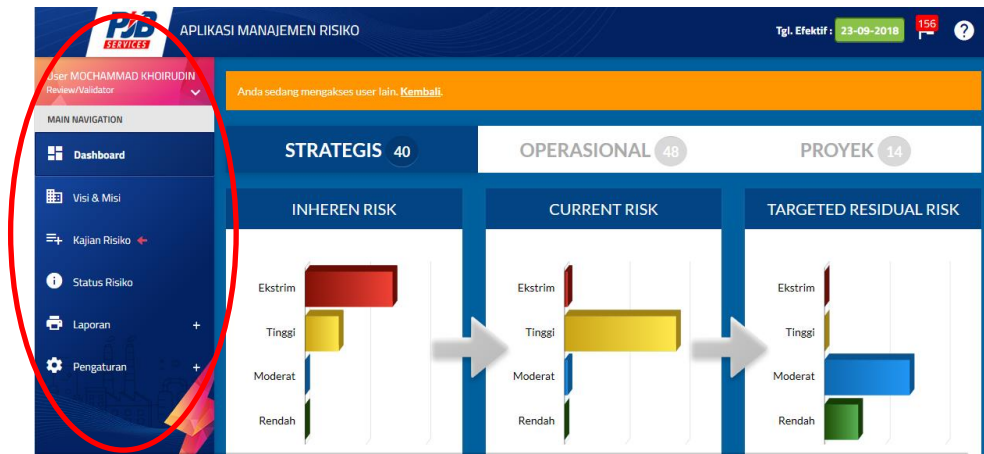 PJB
SERVICES
APLIKASI MANAJEMEN RISIKO
Tgl. Efektif : 23-09-2018
156
?
User MOCHAMMAD KHOIRUDIN
Review/Validator
Anda sedang mengakses user lain. Kembali.
MAIN NAVIGATION
Dashboard
Visi & Misi
Kajian Risiko
Status Risiko
Laporan +
Pengaturan +
STRATEGIS 40
OPERASIONAL 48
PROYEK 14
INHEREN RISK
Ekstrim
Tinggi
Moderat
Rendah
CURRENT RISK
Ekstrim
Tinggi
Moderat
Rendah
TARGETED RESIDUAL RISK
Ekstrim
Tinggi
Moderat
Rendah